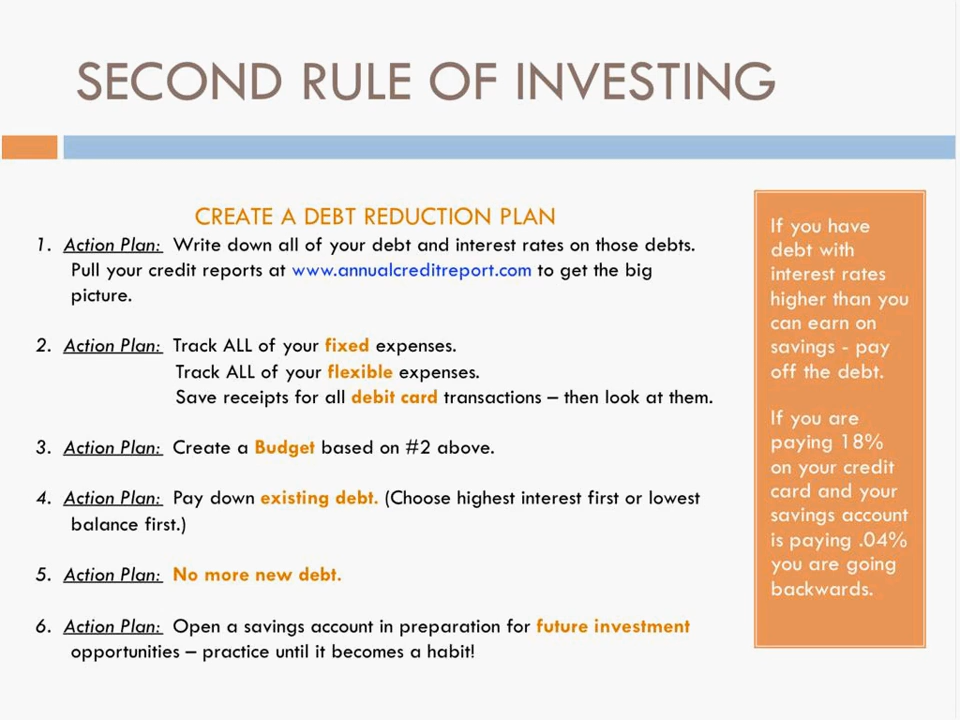 SECOND RULE OF INVESTING
CREATE A DEBT REDUCTION PLAN
1. Action Plan: Write down all of your debt and interest rates on those debts.
Pull your credit reports at www.annualcreditreport.com to get the big
picture.
2. Action Plan: Track ALL of your fixed expenses.
Track ALL of your flexible expenses.
Save receipts for all debit card transactions – then look at them.
3. Action Plan: Create a Budget based on #2 above.
4. Action Plan: Pay down existing debt. (Choose highest interest first or lowest
balance first.)
5. Action Plan: No more new debt.
6. Action Plan: Open a savings account in preparation for future investment
opportunities – practice until it becomes a habit!
If you have
debt with
interest rates
higher than you
can earn on
savings - pay
off the debt.
If you are
paying 18%
on your credit
card and your
savings account
is paying .04%
you are going
backwards.